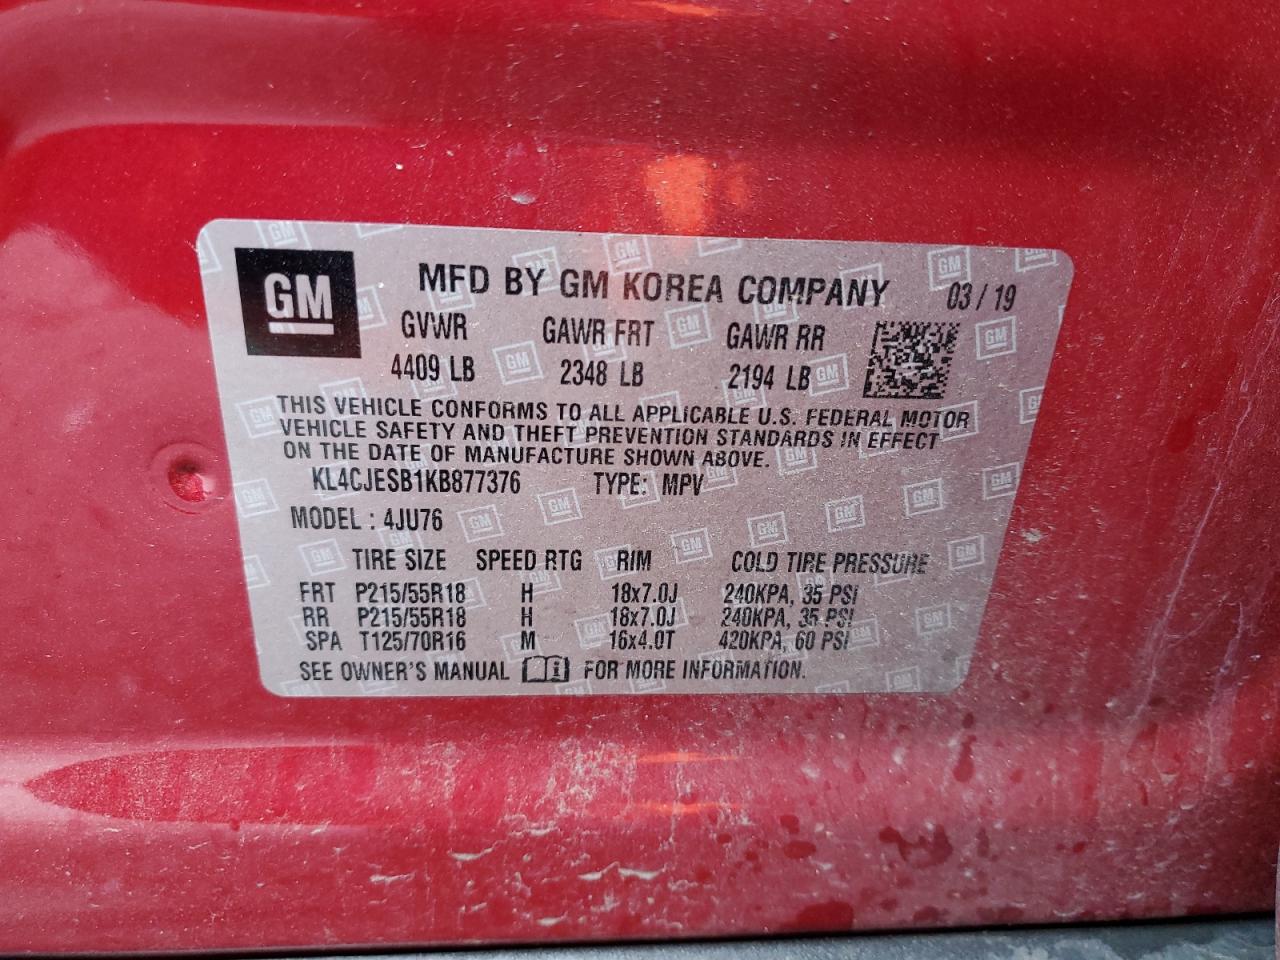 GM MFD BY GM KOREA COMPANY 03 / 19
GVWR GAWR FRT GAWR RR
4409 LB 2348 LB 2194 LB
THIS VEHICLE CONFORMS TO ALL APPLICABLE U.S. FEDERAL MOTOR
VEHICLE SAFETY AND THEFT PREVENTION STANDARDS IN EFFECT
ON THE DATE OF MANUFACTURE SHOWN ABOVE.
KL4CJESB1KB877376 TYPE: MPV
MODEL : 4JU76
TIRE SIZE SPEED RTG RIM COLD TIRE PRESSURE
FRT P215/55R18 H 18x7.0J 240KPA, 35 PSI
RR P215/55R18 H 18x7.0J 240KPA, 35 PSI
SPA T125/70R16 M 16x4.0T 420KPA, 60 PSI
SEE OWNER'S MANUAL FOR MORE INFORMATION.